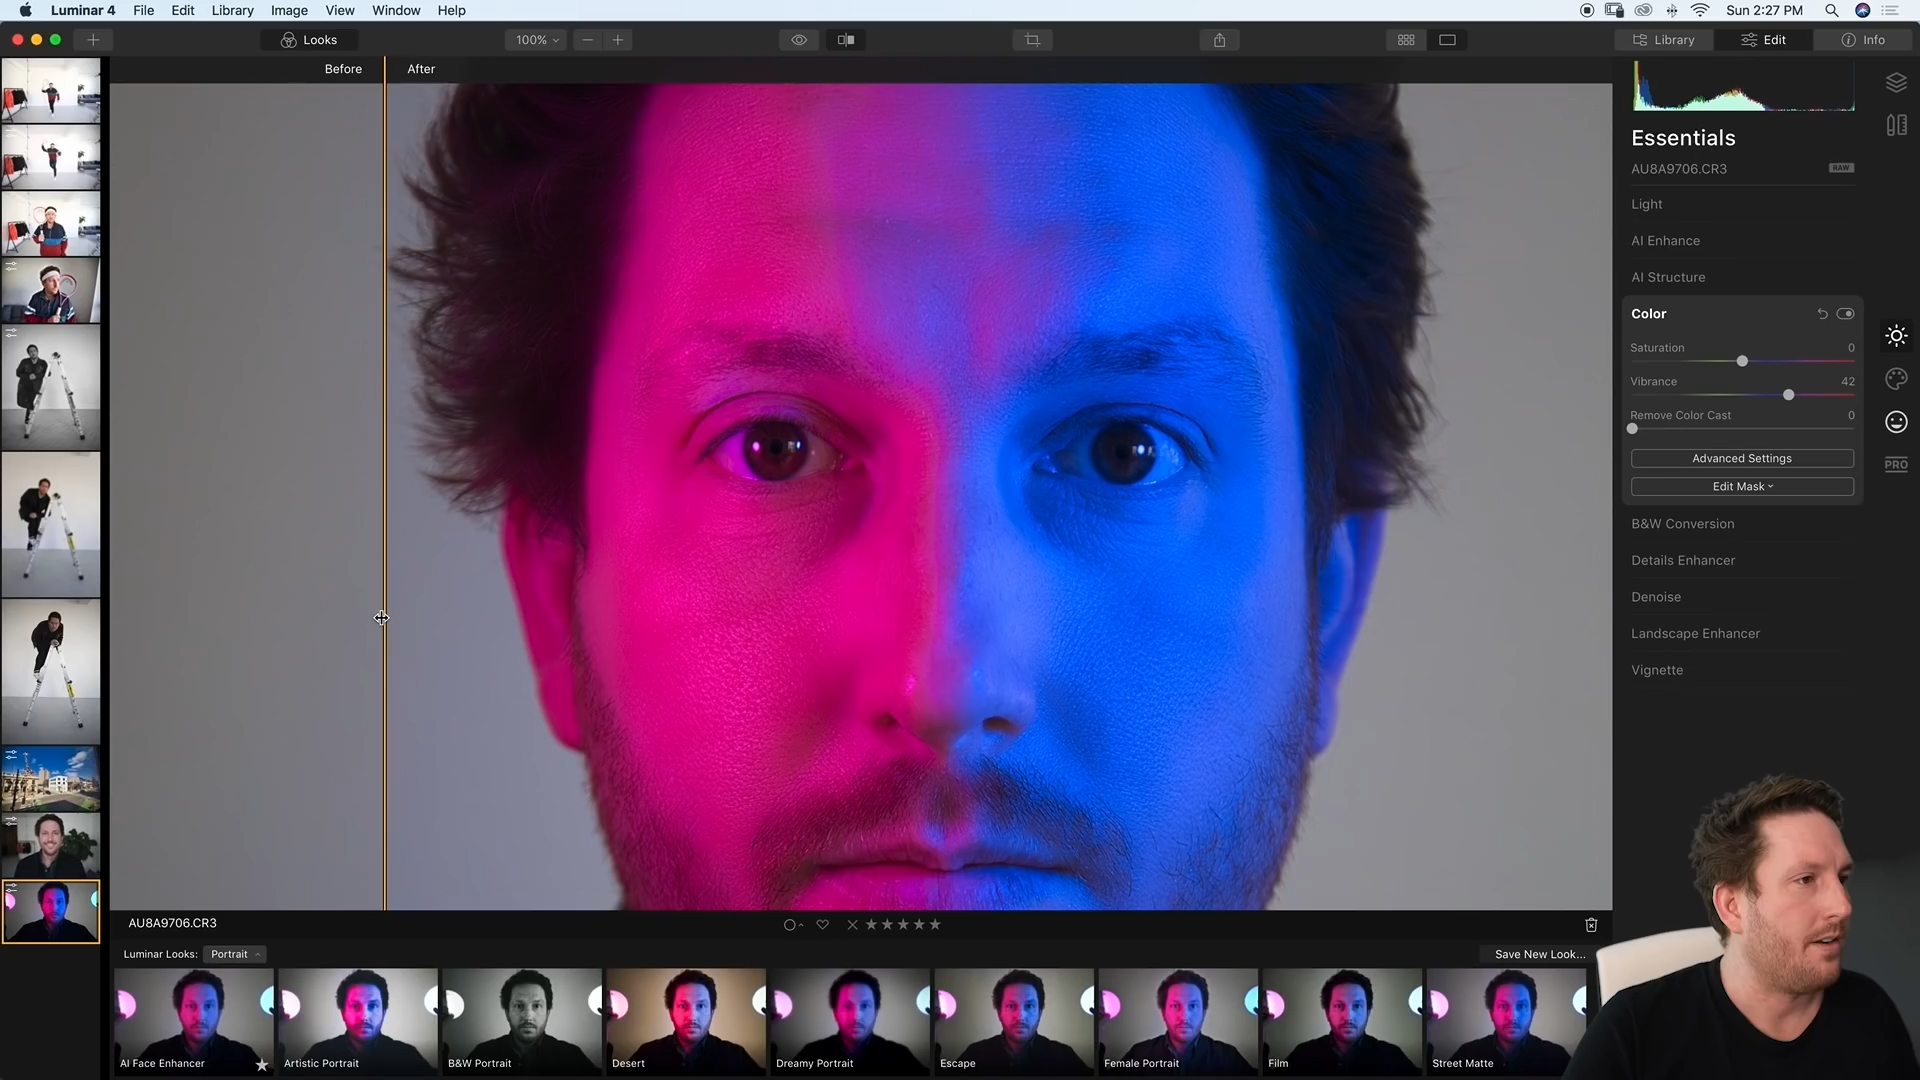 Luminar 4 File Edit Library Image View Window Help
Sun 2:27 PM
Looks
100%
Library
Edit
Info
Before
After
Essentials
AU8A9706.CR3
RAW
Light
AI Enhance
AI Structure
Color
Saturation 0
Vibrance 42
Remove Color Cast 0
Advanced Settings
Edit Mask
PRO
B&W Conversion
Details Enhancer
Denoise
Landscape Enhancer
Vignette
AU8A9706.CR3
Luminar Looks: Portrait
Save New Look...
AI Face Enhancer
Artistic Portrait
B&W Portrait
Desert
Dreamy Portrait
Escape
Female Portrait
Film
Street Matte